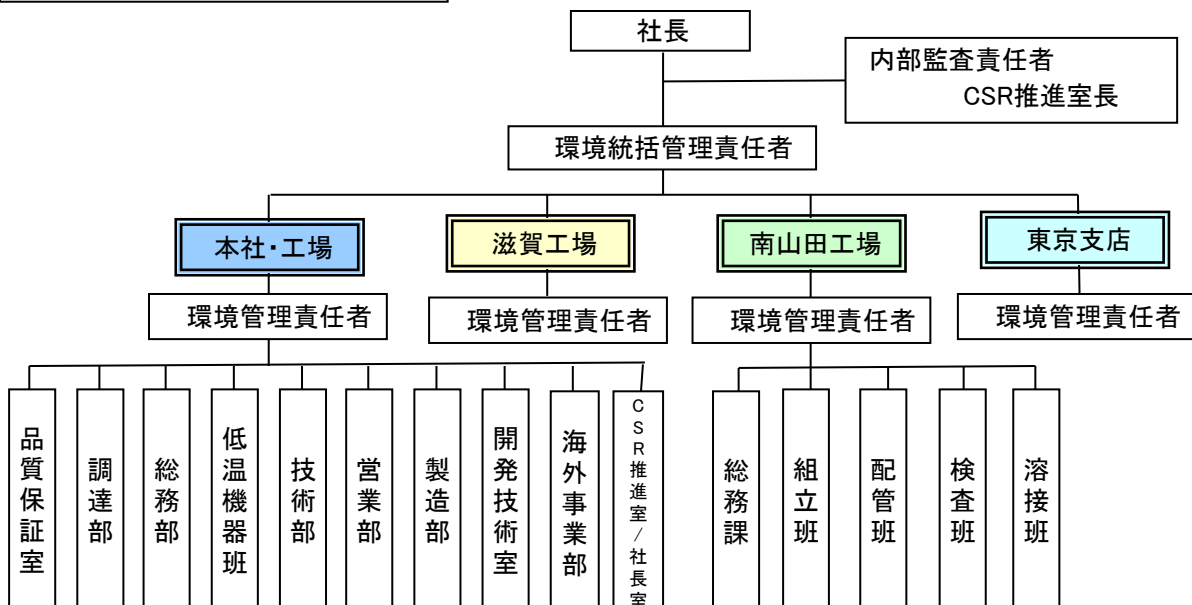 社長
内部監査責任者
CSR推進室長
環境統括管理責任者
本社・工場
滋賀工場
南山田工場
東京支店
環境管理責任者
環境管理責任者
環境管理責任者
環境管理責任者
品質保証室
調達部
総務部
低温機器班
技術部
営業部
製造部
開発技術室
海外事業部
CSR推進室/社長室
総務課
組立班
配管班
検査班
溶接班